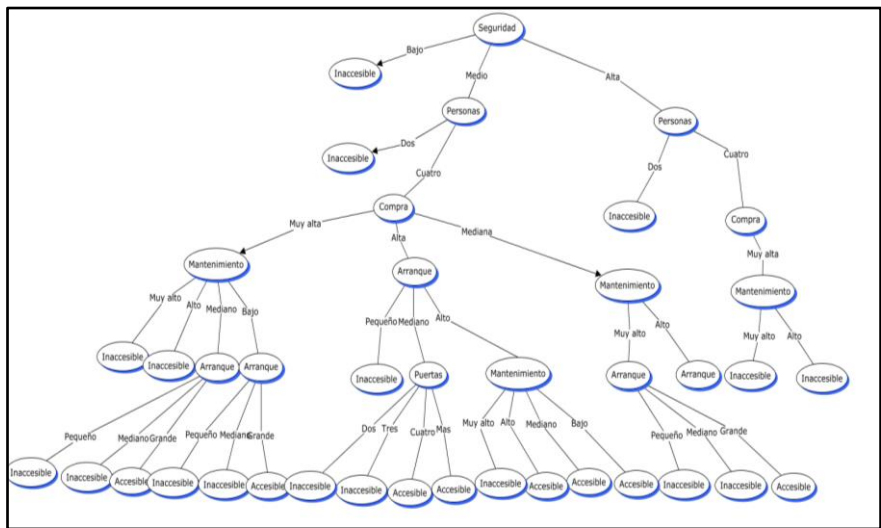 Seguridad
Bajo
Medio
Alta
Inaccesible
Personas
Personas
Dos
Cuatro
Dos
Cuatro
Inaccesible
Inaccesible
Compra
Compra
Muy alta
Alta
Mediana
Muy alta
Mantenimiento
Arranque
Mantenimiento
Mantenimiento
Muy alto
Alto
Mediano
Bajo
Pequeño
Mediano
Alto
Muy alto
Alto
Muy alto
Alto
Inaccesible
Inaccesible
Arranque
Arranque
Inaccesible
Puertas
Mantenimiento
Arranque
Arranque
Inaccesible
Inaccesible
Pequeño
Mediano
Grande
Pequeño
Mediano
Grande
Dos
Tres
Cuatro
Mas
Muy alto
Alto
Mediano
Bajo
Pequeño
Mediano
Grande
Inaccesible
Inaccesible
Accesible
Inaccesible
Inaccesible
Accesible
Inaccesible
Inaccesible
Accesible
Accesible
Inaccesible
Accesible
Accesible
Accesible
Inaccesible
Inaccesible
Accesible